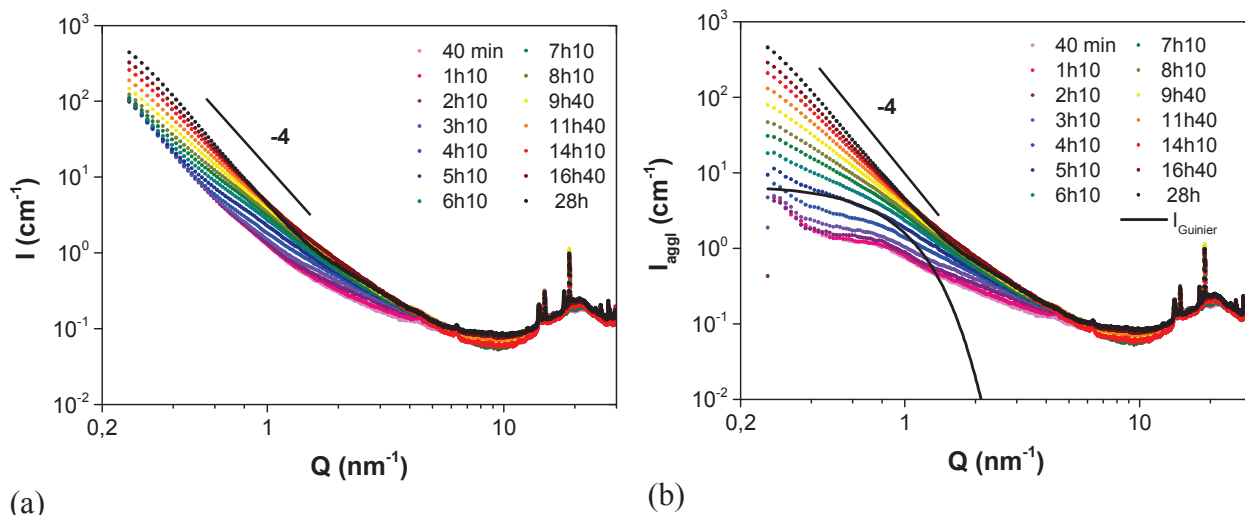 10³
10²
10¹
10⁰
10⁻¹
10⁻²
I (cm⁻¹)
40 min 7h10
1h10 8h10
2h10 9h40
3h10 11h40
4h10 14h10
5h10 16h40
6h10 28h
-4
0,2 1 10
Q (nm⁻¹)
(a)
10³
10²
10¹
10⁰
10⁻¹
10⁻²
I_aggl (cm⁻¹)
40 min 7h10
1h10 8h10
2h10 9h40
3h10 11h40
4h10 14h10
5h10 16h40
6h10 28h
I_Guinier
-4
0,2 1 10
Q (nm⁻¹)
(b)